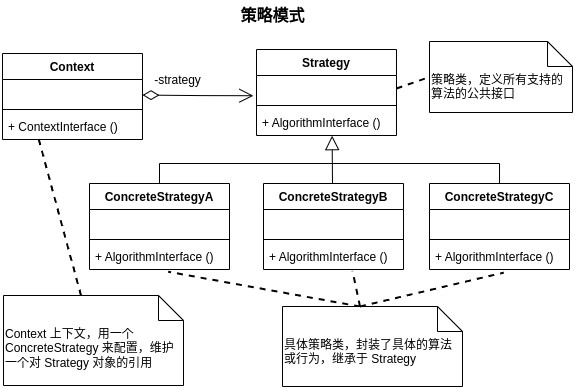 策略模式
Context
+ ContextInterface ()
-strategy
Strategy
+ AlgorithmInterface ()
策略类，定义所有支持的
算法的公共接口
ConcreteStrategyA
+ AlgorithmInterface ()
ConcreteStrategyB
+ AlgorithmInterface ()
ConcreteStrategyC
+ AlgorithmInterface ()
Context 上下文，用一个
ConcreteStrategy 来配置，维护
一个对 Strategy 对象的引用
具体策略类，封装了具体的算法
或行为，继承于 Strategy